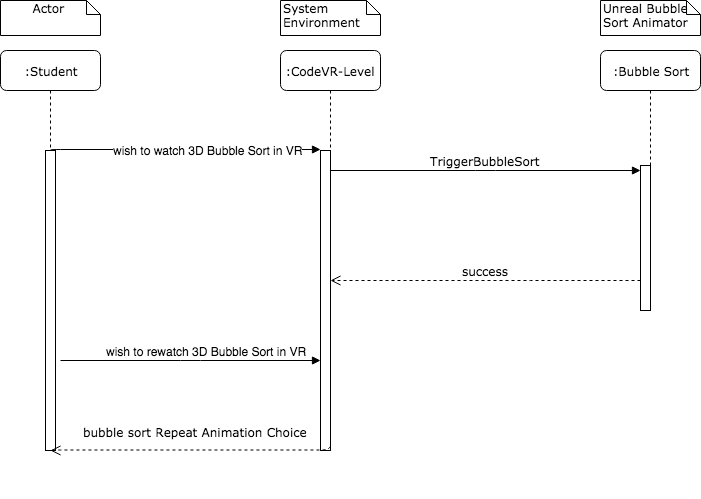 Actor
System
Environment
Unreal Bubble
Sort Animator
:Student
:CodeVR-Level
:Bubble Sort
wish to watch 3D Bubble Sort in VR
TriggerBubbleSort
success
wish to rewatch 3D Bubble Sort in VR
bubble sort Repeat Animation Choice